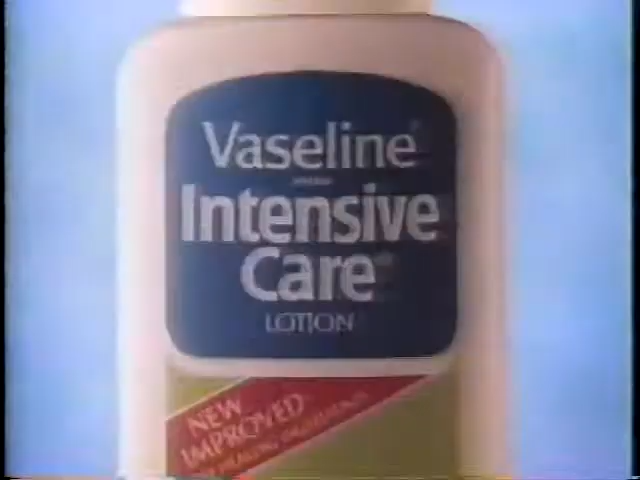 Vaseline®
Intensive
Care®
LOTION
NEW
IMPROVED